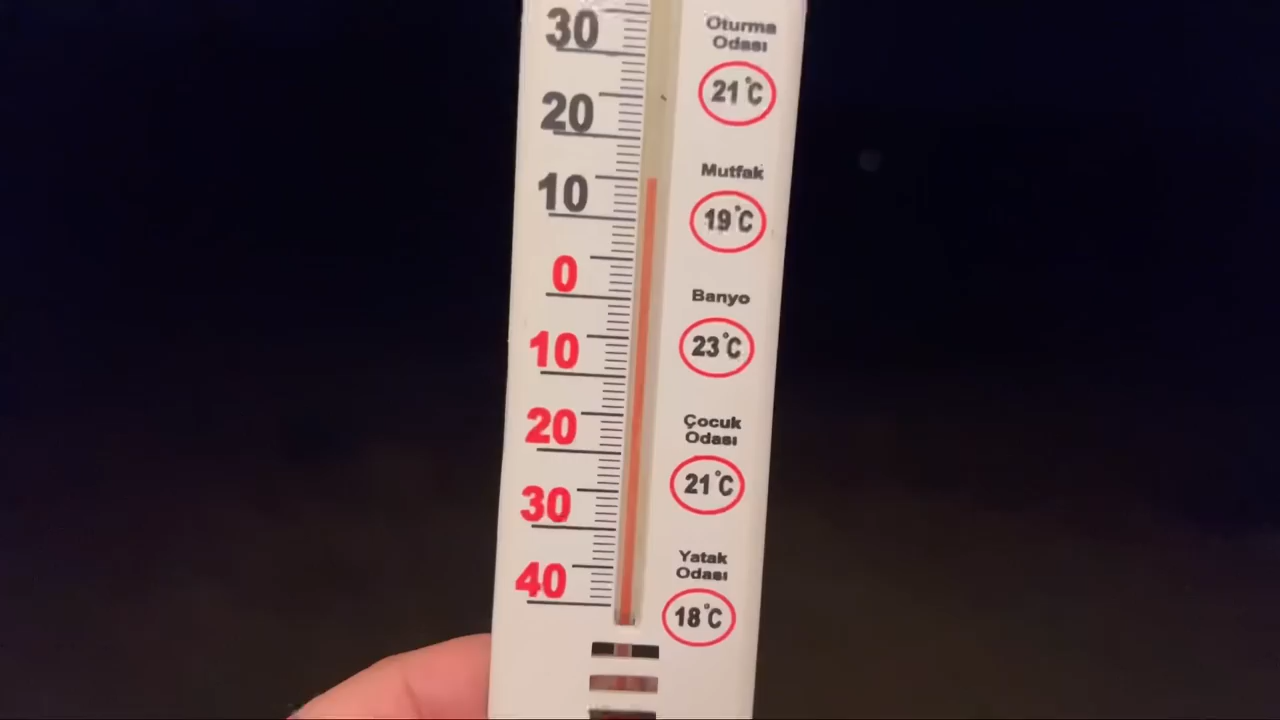 30
20
10
0
10
20
30
40
Oturma
Odası
21°C
Mutfak
19°C
Banyo
23°C
Çocuk
Odası
21°C
Yatak
Odası
18°C